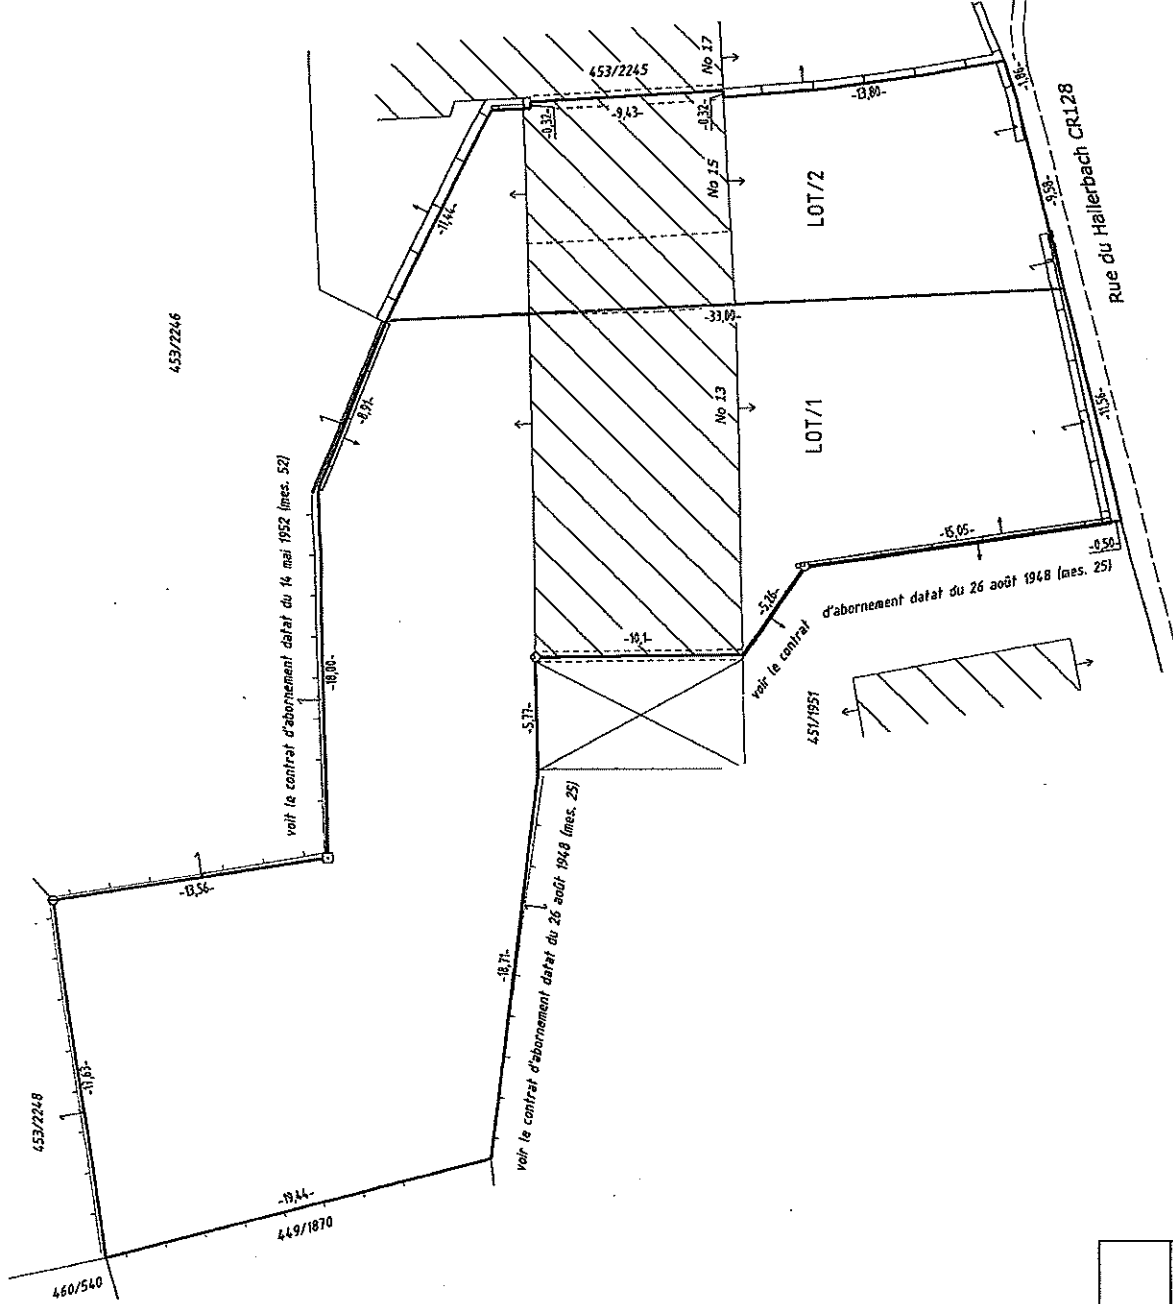 453/2245
No 17
-0,32-
-9,43-
-0,32-
-13,80-
-1,86-
-11,44-
No 15
LOT/2
-9,58-
Rue du Hallerbach CR128
453/2246
-33,09-
-8,91-
No 13
LOT/1
-11,56-
voit le contrat d'abornement datat du 14 mai 1952 (mes. 52)
-18,00-
-15,05-
-0,50-
-5,26-
-10,1-
voir le contrat d'abornement datat du 26 août 1948 (mes. 25)
-5,77-
451/1951
-13,56-
-18,71-
voir le contrat d'abornement datat du 26 août 1948 (mes. 25)
453/2248
-17,63-
-19,44-
449/1870
460/540